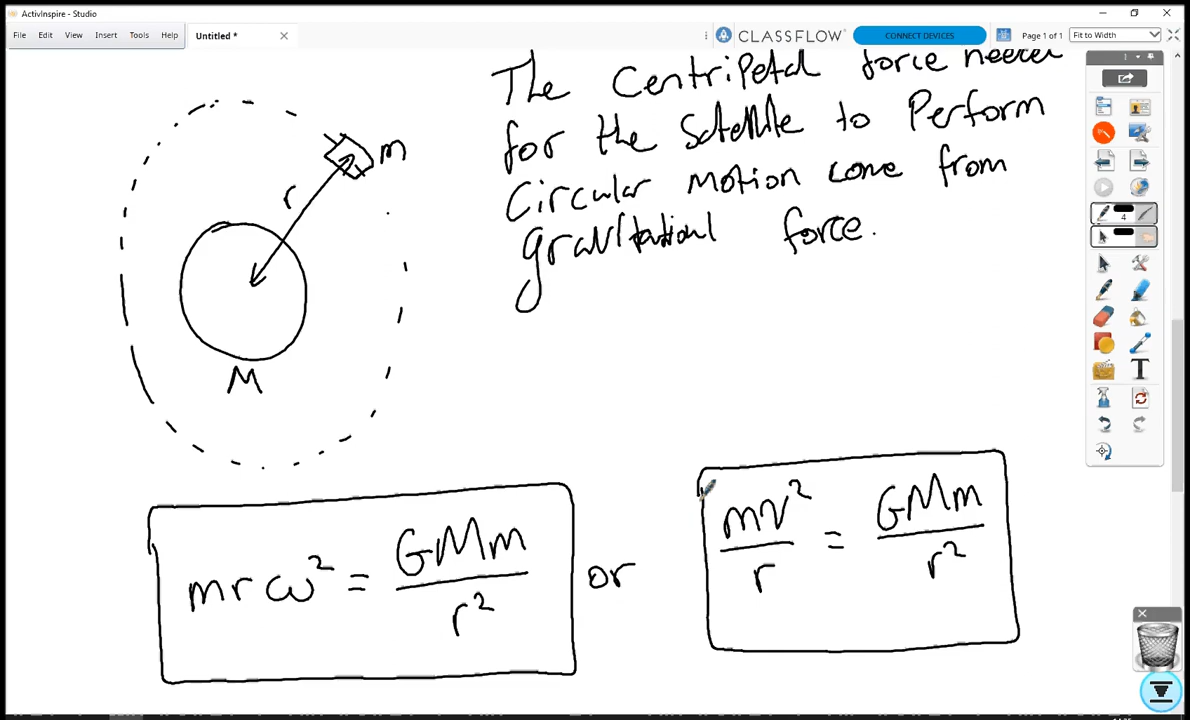 ActivInspire - Studio
File Edit View Insert Tools Help
Untitled *
CLASSFLOW
CONNECT DEVICES
Page 1 of 1
Fit to Width
4
The Centripetal force needed
for the Satellite to Perform
Circular motion come from
gravitational force.
m
r
M
mrω² = GMm/r²
or
mv²/r = GMm/r²